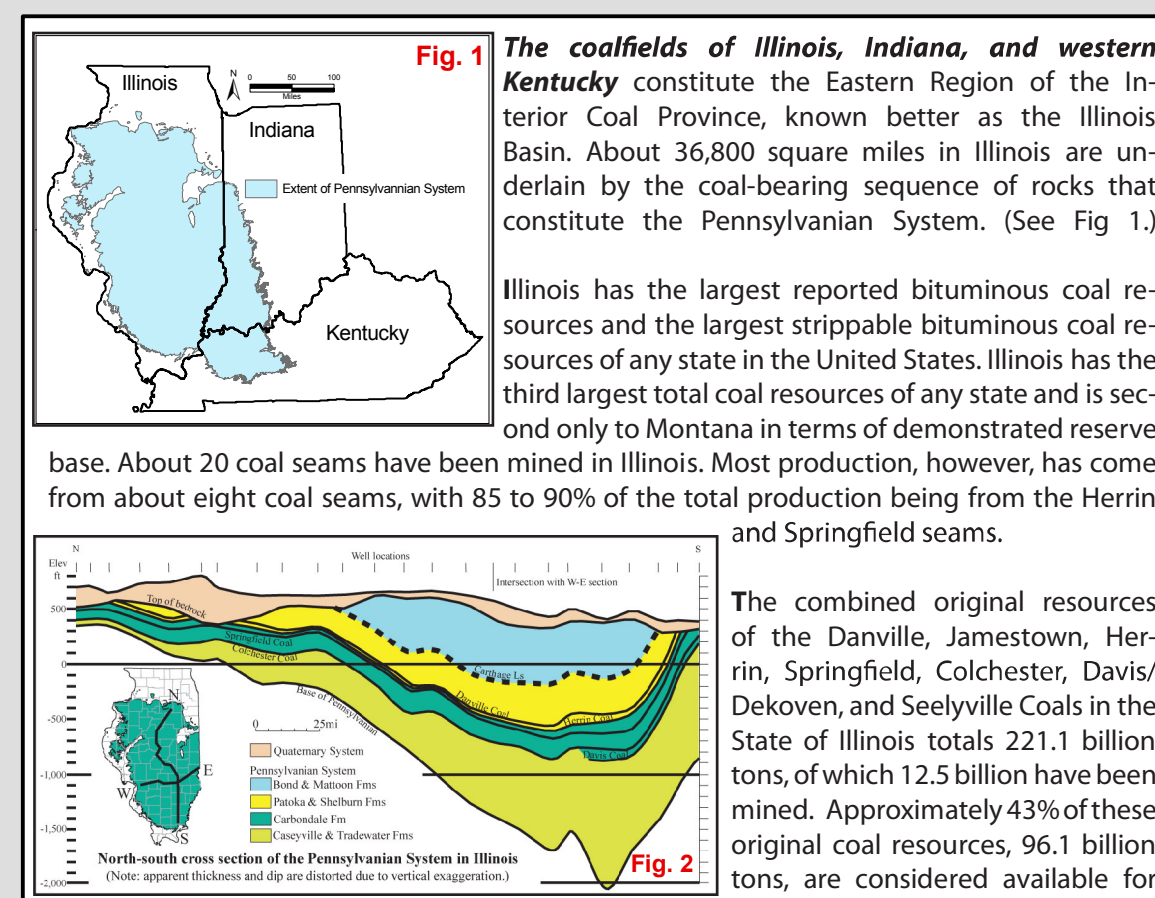 Fig. 1
Illinois
N
0 50 100
Miles
Indiana
Extent of Pennsylvannian System
Kentucky
The coalfields of Illinois, Indiana, and western
Kentucky constitute the Eastern Region of the In-
terior Coal Province, known better as the Illinois
Basin. About 36,800 square miles in Illinois are un-
derlain by the coal-bearing sequence of rocks that
constitute the Pennsylvanian System. (See Fig 1.)
Illinois has the largest reported bituminous coal re-
sources and the largest strippable bituminous coal re-
sources of any state in the United States. Illinois has the
third largest total coal resources of any state and is sec-
ond only to Montana in terms of demonstrated reserve
base. About 20 coal seams have been mined in Illinois. Most production, however, has come
from about eight coal seams, with 85 to 90% of the total production being from the Herrin
and Springfield seams.
N
S
Elev
ft
Well locations
Intersection with W-E section
500
0
-500
-1,000
-1,500
-2,000
Top of bedrock
Springfield Coal
Colchester Coal
Base of Pennsylvanian
Carthage Ls
Danville Coal
Herrin Coal
Davis Coal
N
E
W
S
0 25mi
Quaternary System
Pennsylvanian System
Bond & Mattoon Fms
Patoka & Shelburn Fms
Carbondale Fm
Caseyville & Tradewater Fms
North-south cross section of the Pennsylvanian System in Illinois
(Note: apparent thickness and dip are distorted due to vertical exaggeration.)
Fig. 2
The combined original resources
of the Danville, Jamestown, Her-
rin, Springfield, Colchester, Davis/
Dekoven, and Seelyville Coals in the
State of Illinois totals 221.1 billion
tons, of which 12.5 billion have been
mined. Approximately 43% of these
original coal resources, 96.1 billion
tons, are considered available for